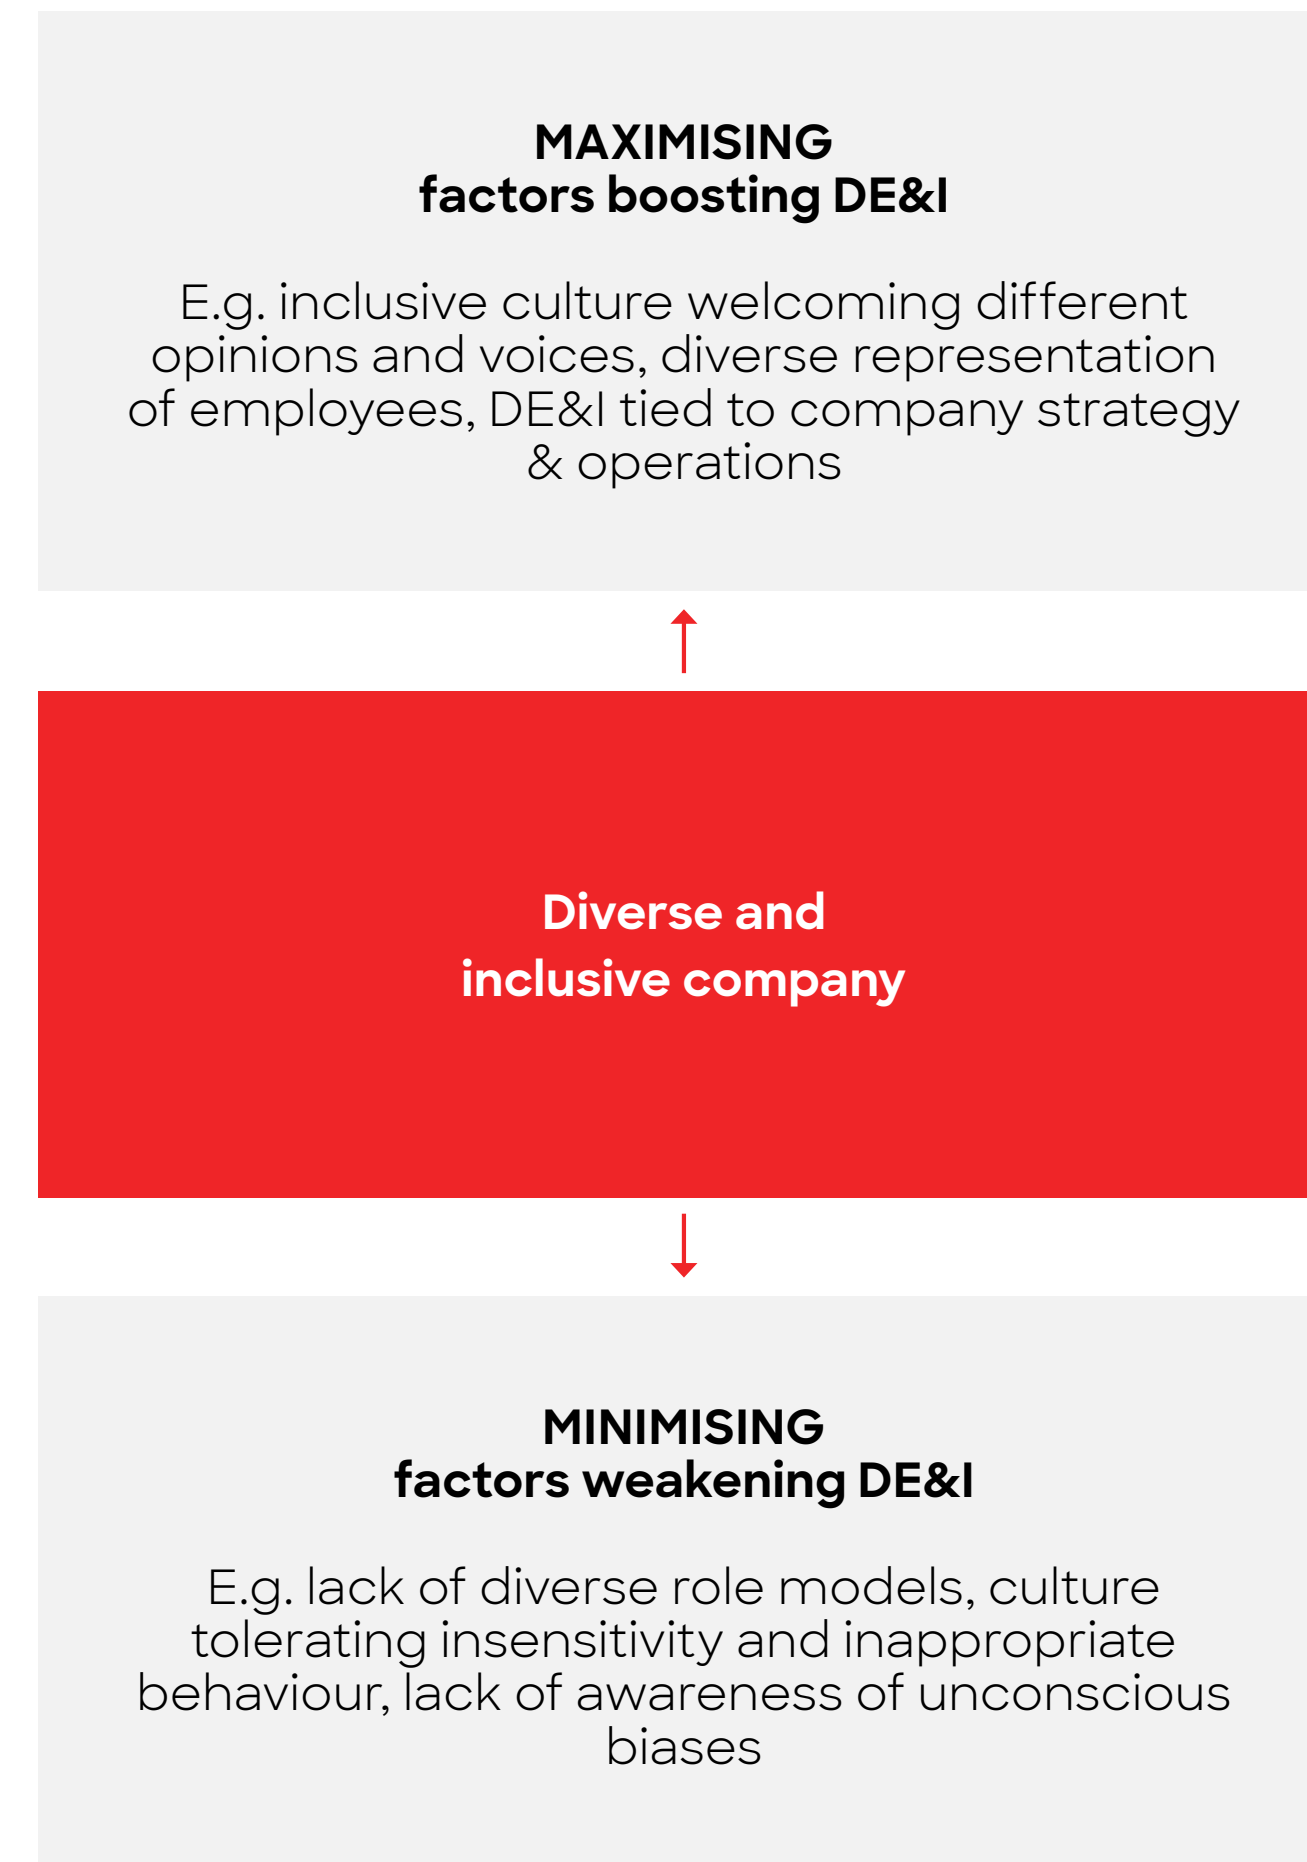 MAXIMISING
factors boosting DE&I
E.g. inclusive culture welcoming different
opinions and voices, diverse representation
of employees, DE&I tied to company strategy
& operations
Diverse and
inclusive company
MINIMISING
factors weakening DE&I
E.g. lack of diverse role models, culture
tolerating insensitivity and inappropriate
behaviour, lack of awareness of unconscious
biases